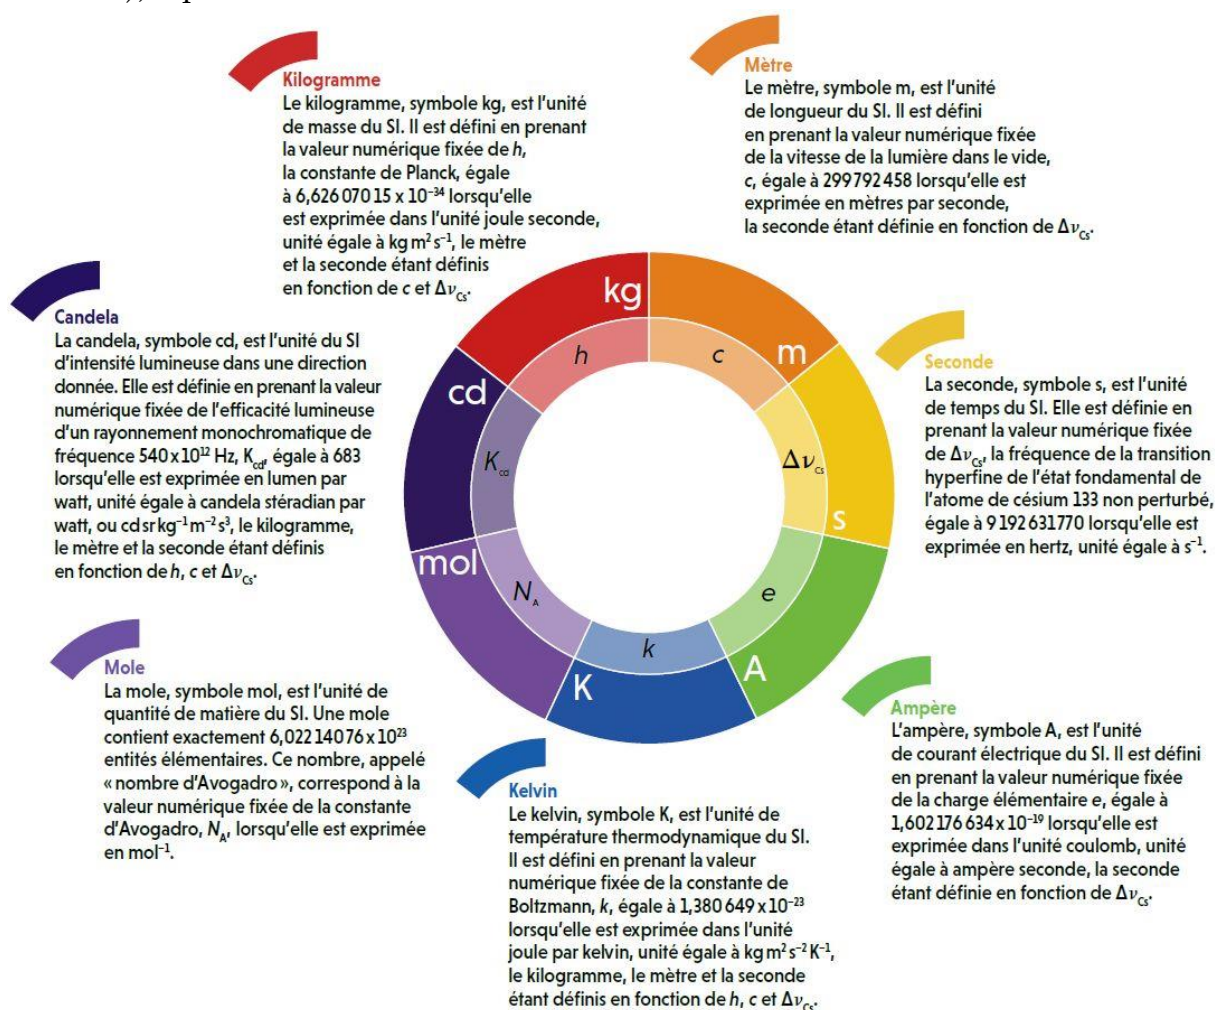 Kilogramme
Le kilogramme, symbole kg, est l'unité
de masse du SI. Il est défini en prenant
la valeur numérique fixée de h,
la constante de Planck, égale
à 6,626 070 15 x 10⁻³⁴ lorsqu'elle
est exprimée dans l'unité joule seconde,
unité égale à kg m² s⁻¹, le mètre
et la seconde étant définis
en fonction de c et Δν_Cs.
Mètre
Le mètre, symbole m, est l'unité
de longueur du SI. Il est défini
en prenant la valeur numérique fixée
de la vitesse de la lumière dans le vide,
c, égale à 299 792 458 lorsqu'elle est
exprimée en mètres par seconde,
la seconde étant définie en fonction de Δν_Cs.
Candela
La candela, symbole cd, est l'unité du SI
d'intensité lumineuse dans une direction
donnée. Elle est définie en prenant la valeur
numérique fixée de l'efficacité lumineuse
d'un rayonnement monochromatique de
fréquence 540 x 10¹² Hz, K_cd, égale à 683
lorsqu'elle est exprimée en lumen par
watt, unité égale à candela stéradian par
watt, ou cd sr kg⁻¹ m⁻² s³, le kilogramme,
le mètre et la seconde étant définis
en fonction de h, c et Δν_Cs.
kg
h
m
c
s
Δν_Cs
A
e
K
k
mol
N_A
cd
K_cd
Seconde
La seconde, symbole s, est l'unité
de temps du SI. Elle est définie en
prenant la valeur numérique fixée
de Δν_Cs, la fréquence de la transition
hyperfine de l'état fondamental de
l'atome de césium 133 non perturbé,
égale à 9 192 631 770 lorsqu'elle est
exprimée en hertz, unité égale à s⁻¹.
Mole
La mole, symbole mol, est l'unité de
quantité de matière du SI. Une mole
contient exactement 6,022 140 76 x 10²³
entités élémentaires. Ce nombre, appelé
« nombre d'Avogadro », correspond à la
valeur numérique fixée de la constante
d'Avogadro, N_A, lorsqu'elle est exprimée
en mol⁻¹.
Kelvin
Le kelvin, symbole K, est l'unité de
température thermodynamique du SI.
Il est défini en prenant la valeur
numérique fixée de la constante de
Boltzmann, k, égale à 1,380 649 x 10⁻²³
lorsqu'elle est exprimée dans l'unité
joule par kelvin, unité égale à kg m² s⁻² K⁻¹,
le kilogramme, le mètre et la seconde
étant définis en fonction de h, c et Δν_Cs.
Ampère
L'ampère, symbole A, est l'unité
de courant électrique du SI. Il est défini
en prenant la valeur numérique fixée
de la charge élémentaire e, égale à
1,602 176 634 x 10⁻¹⁹ lorsqu'elle est
exprimée dans l'unité coulomb, unité
égale à ampère seconde, la seconde
étant définie en fonction de Δν_Cs.